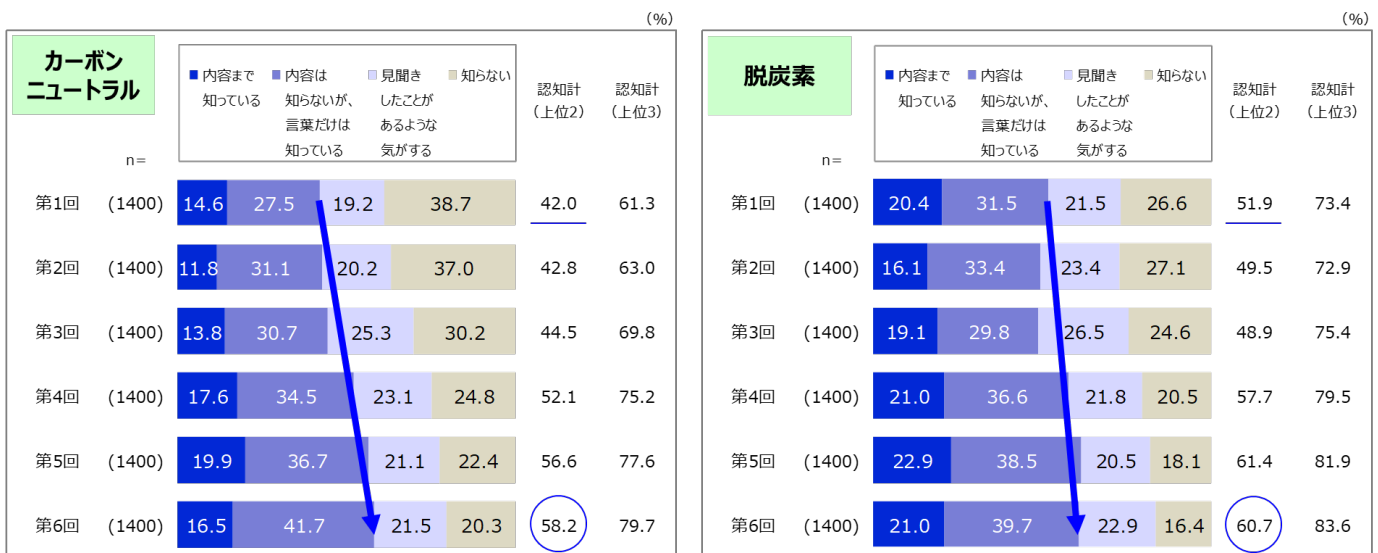 (%)
カーボン
ニュートラル
■ 内容まで ■ 内容は ■ 見聞き ■ 知らない
知っている 知らないが、 したことが
言葉だけは あるような
知っている 気がする
認知計 認知計
(上位2) (上位3)
n=
第1回 (1400) 14.6 27.5 19.2 38.7 42.0 61.3
第2回 (1400) 11.8 31.1 20.2 37.0 42.8 63.0
第3回 (1400) 13.8 30.7 25.3 30.2 44.5 69.8
第4回 (1400) 17.6 34.5 23.1 24.8 52.1 75.2
第5回 (1400) 19.9 36.7 21.1 22.4 56.6 77.6
第6回 (1400) 16.5 41.7 21.5 20.3 58.2 79.7
(%)
脱炭素
■ 内容まで ■ 内容は ■ 見聞き ■ 知らない
知っている 知らないが、 したことが
言葉だけは あるような
知っている 気がする
認知計 認知計
(上位2) (上位3)
n=
第1回 (1400) 20.4 31.5 21.5 26.6 51.9 73.4
第2回 (1400) 16.1 33.4 23.4 27.1 49.5 72.9
第3回 (1400) 19.1 29.8 26.5 24.6 48.9 75.4
第4回 (1400) 21.0 36.6 21.8 20.5 57.7 79.5
第5回 (1400) 22.9 38.5 20.5 18.1 61.4 81.9
第6回 (1400) 21.0 39.7 22.9 16.4 60.7 83.6